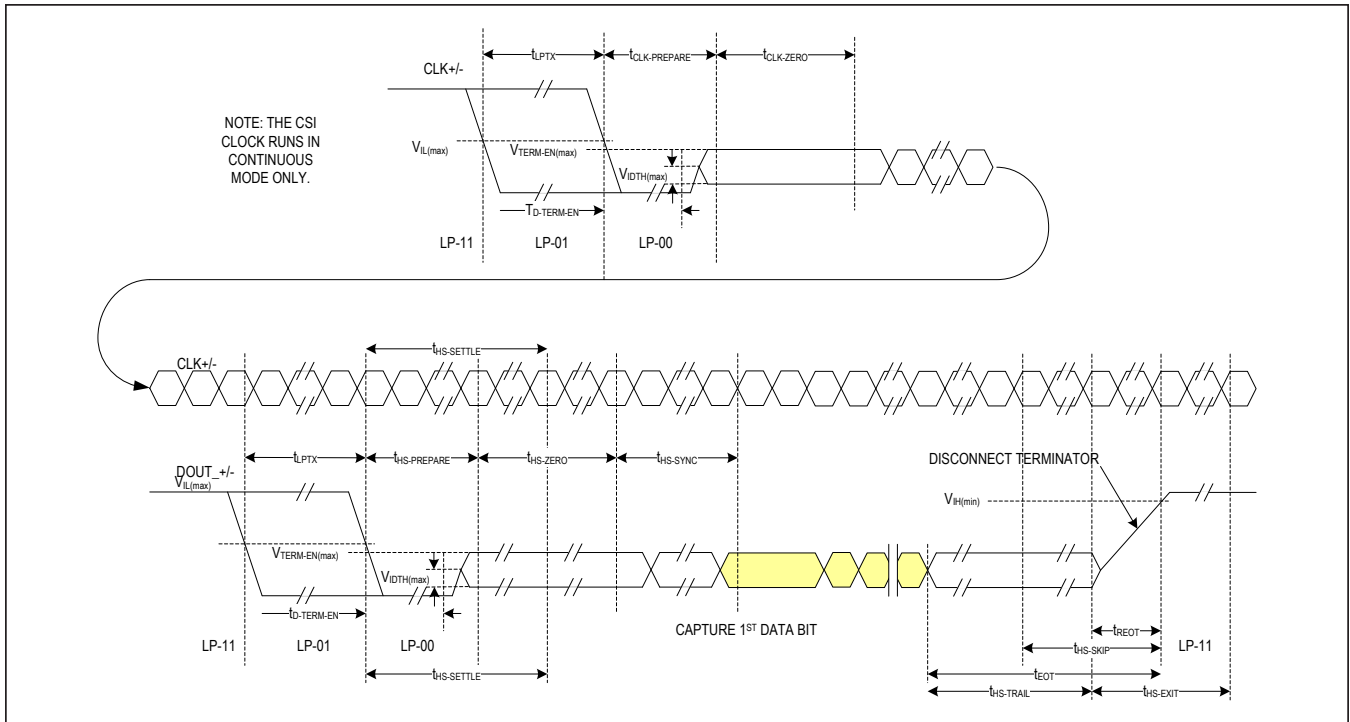 tLPTX
tCLK-PREPARE
tCLK-ZERO
CLK+/-
NOTE: THE CSI
CLOCK RUNS IN
CONTINUOUS
MODE ONLY.
VIL(max)
VTERM-EN(max)
VIDTH(max)
TD-TERM-EN
LP-11
LP-01
LP-00
tHS-SETTLE
CLK+/-
tLPTX
tHS-PREPARE
tHS-ZERO
tHS-SYNC
DISCONNECT TERMINATOR
DOUT_+/-
VIL(max)
VIH(min)
VTERM-EN(max)
VIDTH(max)
tD-TERM-EN
CAPTURE 1ST DATA BIT
tREOT
LP-11
LP-01
LP-00
tHS-SKIP
LP-11
tHS-SETTLE
tEOT
tHS-TRAIL
tHS-EXIT